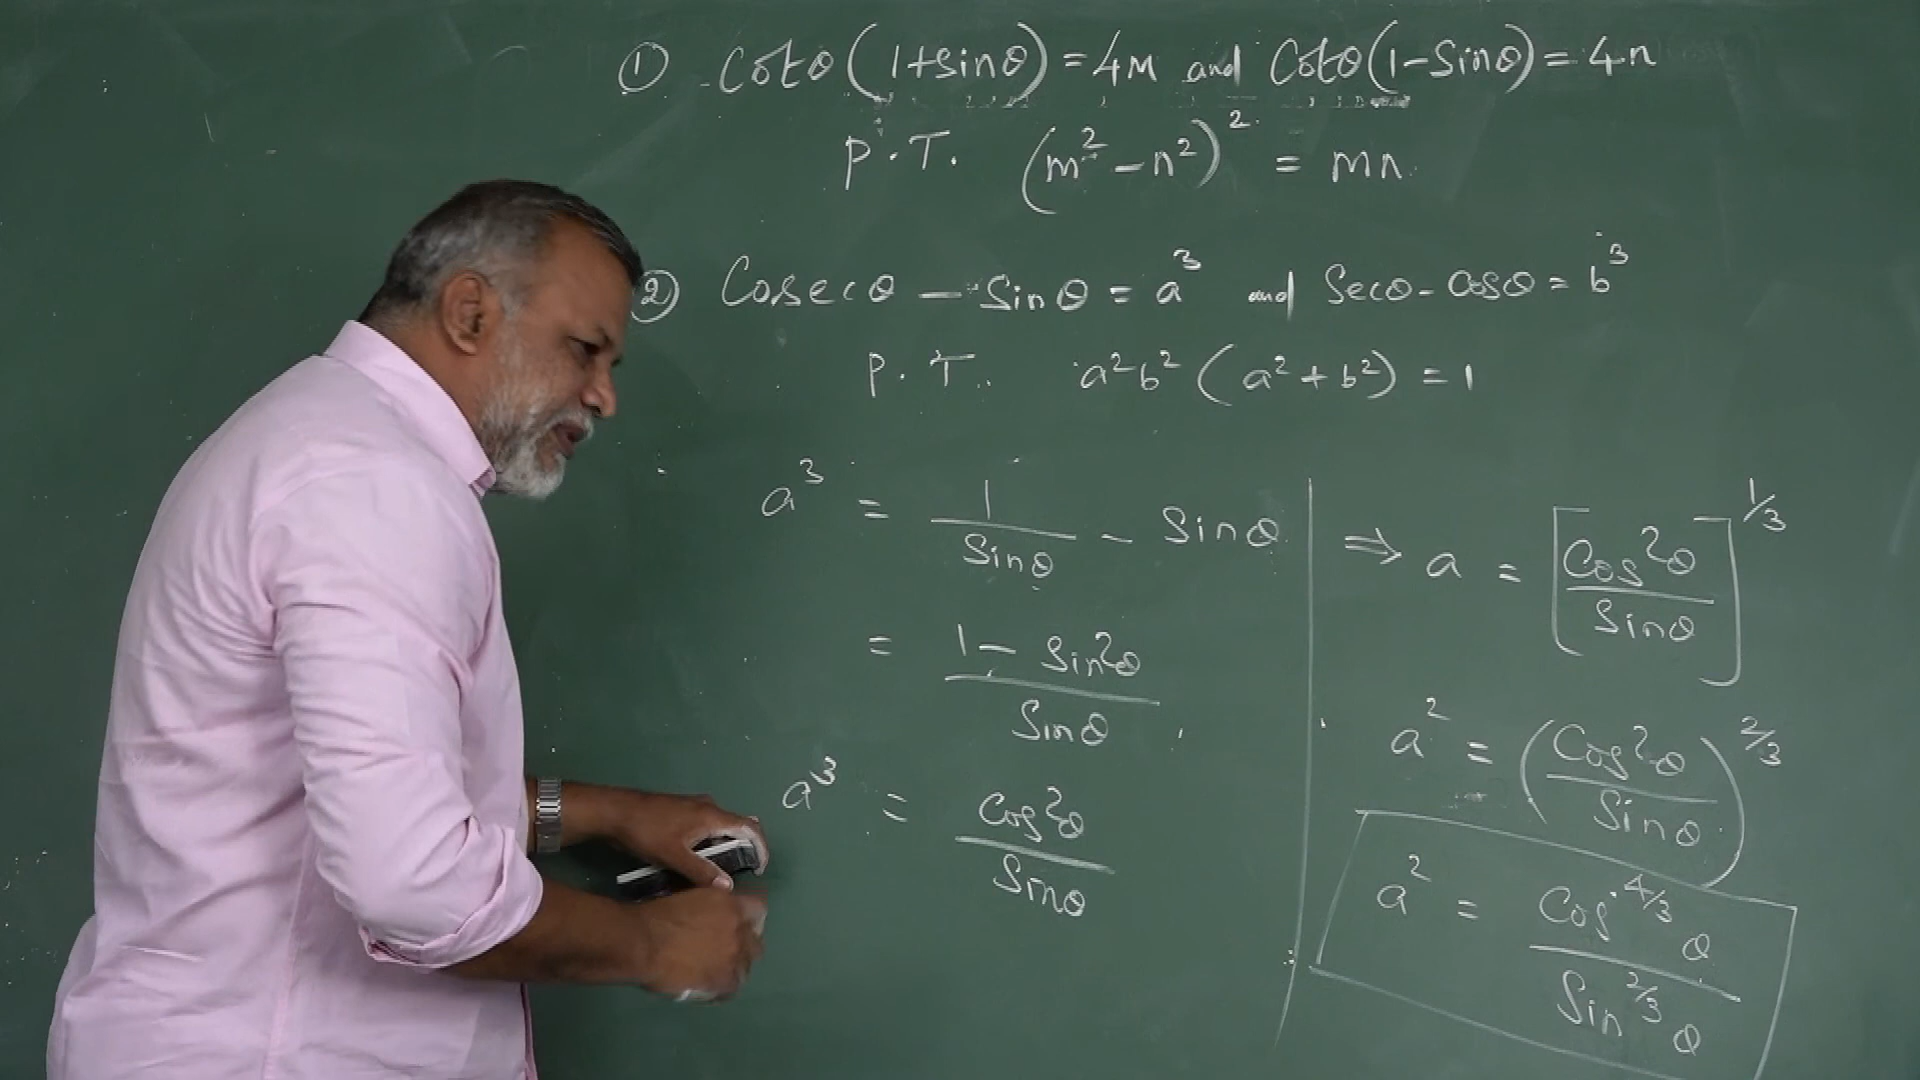 ① Cotθ (1+sinθ) = 4m and Cotθ (1-Sinθ) = 4n
P.T. (m² - n²)² = mn
② Cosecθ - Sinθ = a³ and Secθ - Cosθ = b³
P.T. a²b² (a² + b²) = 1
a³ = 1/Sinθ - Sinθ
= (1 - Sin²θ)/Sinθ
a³ = Cos²θ/Sinθ
⇒ a = [Cos²θ/Sinθ]^1/3
a² = (Cos²θ/Sinθ)^2/3
a² = Cos^4/3 θ / Sin^2/3 θ